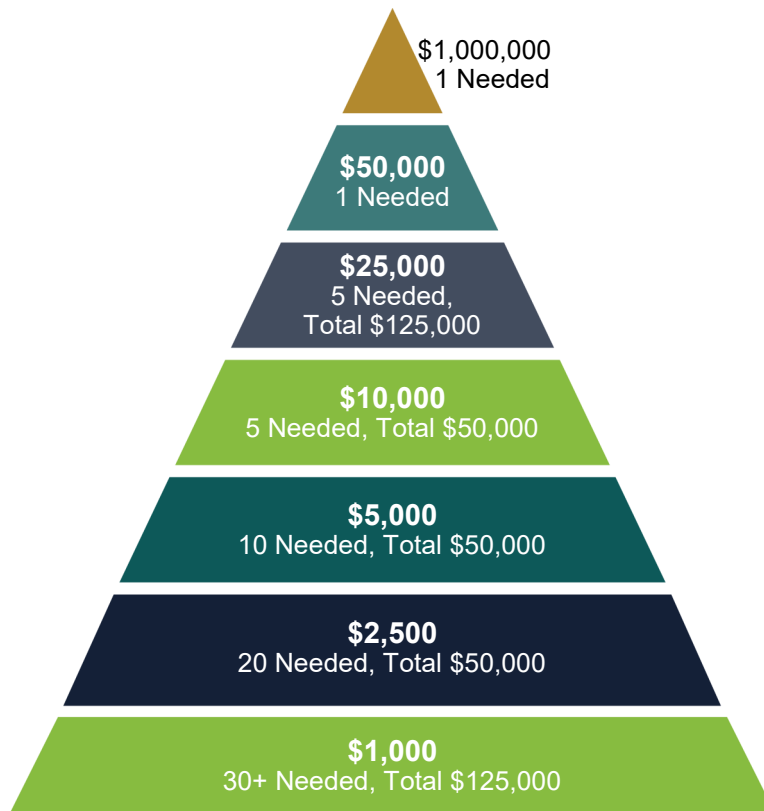 $1,000,000
1 Needed
$50,000
1 Needed
$25,000
5 Needed,
Total $125,000
$10,000
5 Needed, Total $50,000
$5,000
10 Needed, Total $50,000
$2,500
20 Needed, Total $50,000
$1,000
30+ Needed, Total $125,000